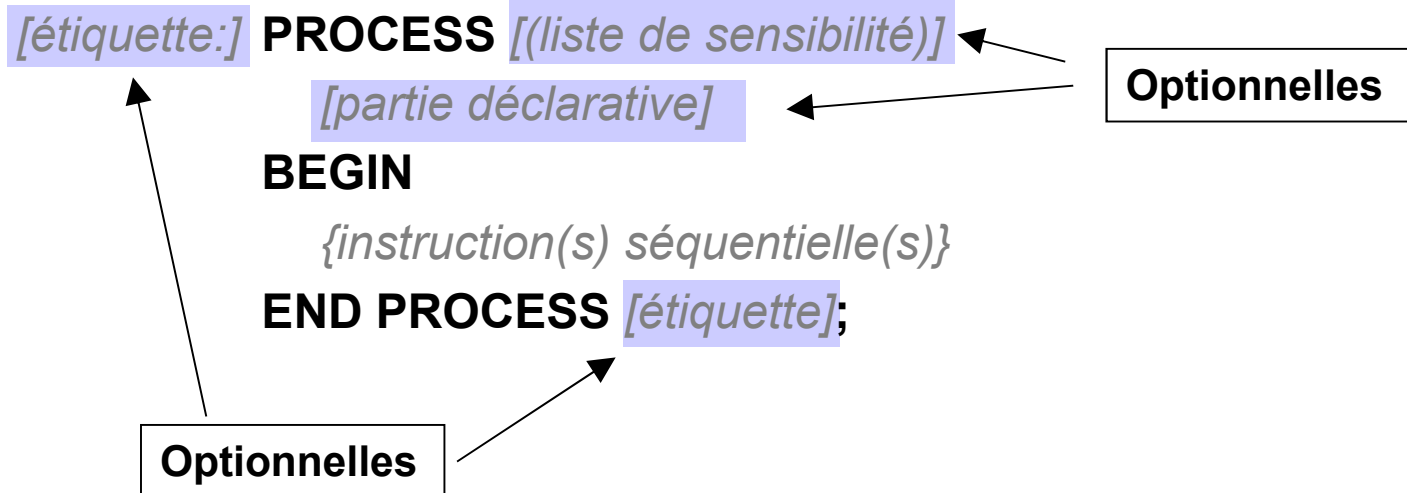 [étiquette:] PROCESS [(liste de sensibilité)]
Optionnelles
[partie déclarative]
BEGIN
{instruction(s) séquentielle(s)}
END PROCESS [étiquette];
Optionnelles